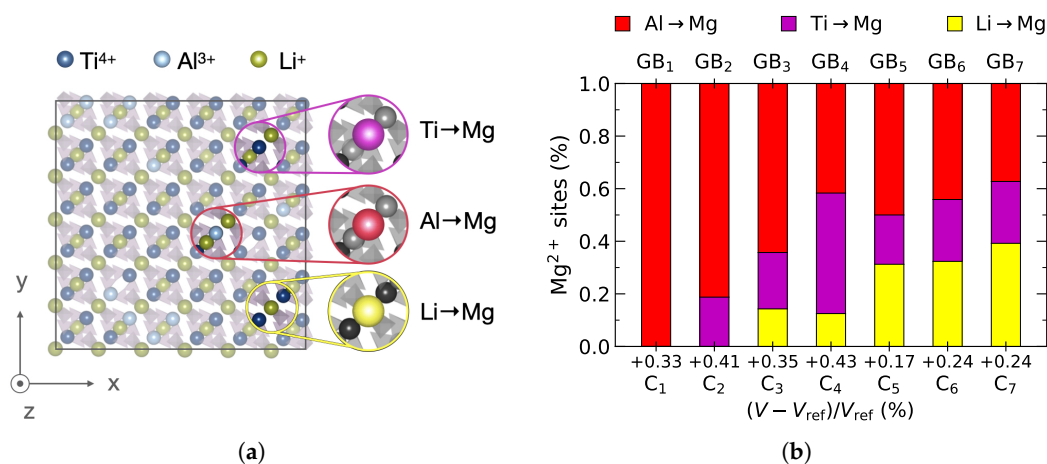 Ti⁴⁺ Al³⁺ Li⁺
Ti→Mg
Al→Mg
Li→Mg
y
x
z
(a)
Al→Mg Ti→Mg Li→Mg
GB₁ GB₂ GB₃ GB₄ GB₅ GB₆ GB₇
Mg²⁺ sites (%)
1.0
0.8
0.6
0.4
0.2
0.0
+0.33 +0.41 +0.35 +0.43 +0.17 +0.24 +0.24
C₁ C₂ C₃ C₄ C₅ C₆ C₇
(V − V_ref)/V_ref (%)
(b)